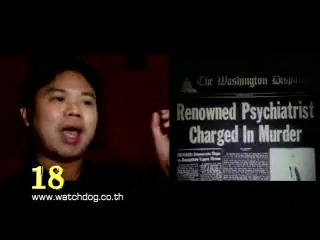 The Washington Dispatch
Renowned Psychiatrist
Charged In Murder
18
www.watchdog.co.th